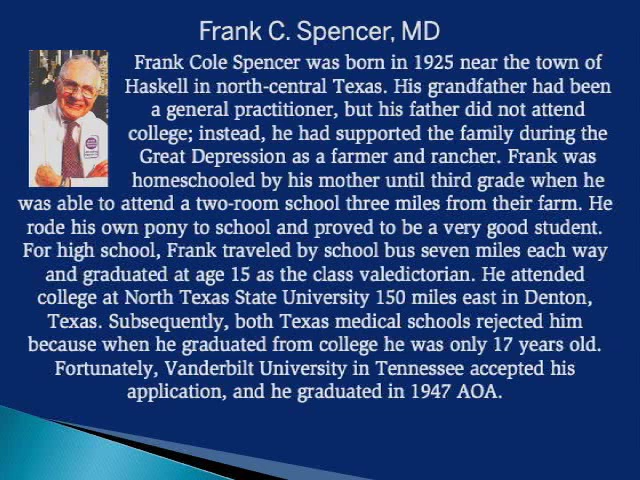 Frank C. Spencer, MD
Frank Cole Spencer was born in 1925 near the town of
Haskell in north-central Texas. His grandfather had been
a general practitioner, but his father did not attend
college; instead, he had supported the family during the
Great Depression as a farmer and rancher. Frank was
homeschooled by his mother until third grade when he
was able to attend a two-room school three miles from their farm. He
rode his own pony to school and proved to be a very good student.
For high school, Frank traveled by school bus seven miles each way
and graduated at age 15 as the class valedictorian. He attended
college at North Texas State University 150 miles east in Denton,
Texas. Subsequently, both Texas medical schools rejected him
because when he graduated from college he was only 17 years old.
Fortunately, Vanderbilt University in Tennessee accepted his
application, and he graduated in 1947 AOA.